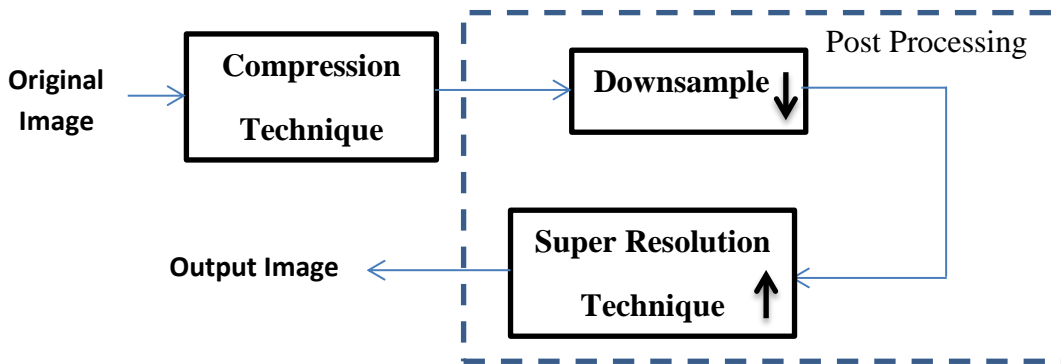 Original
Image
Compression
Technique
Downsample
Post Processing
Super Resolution
Technique
Output Image